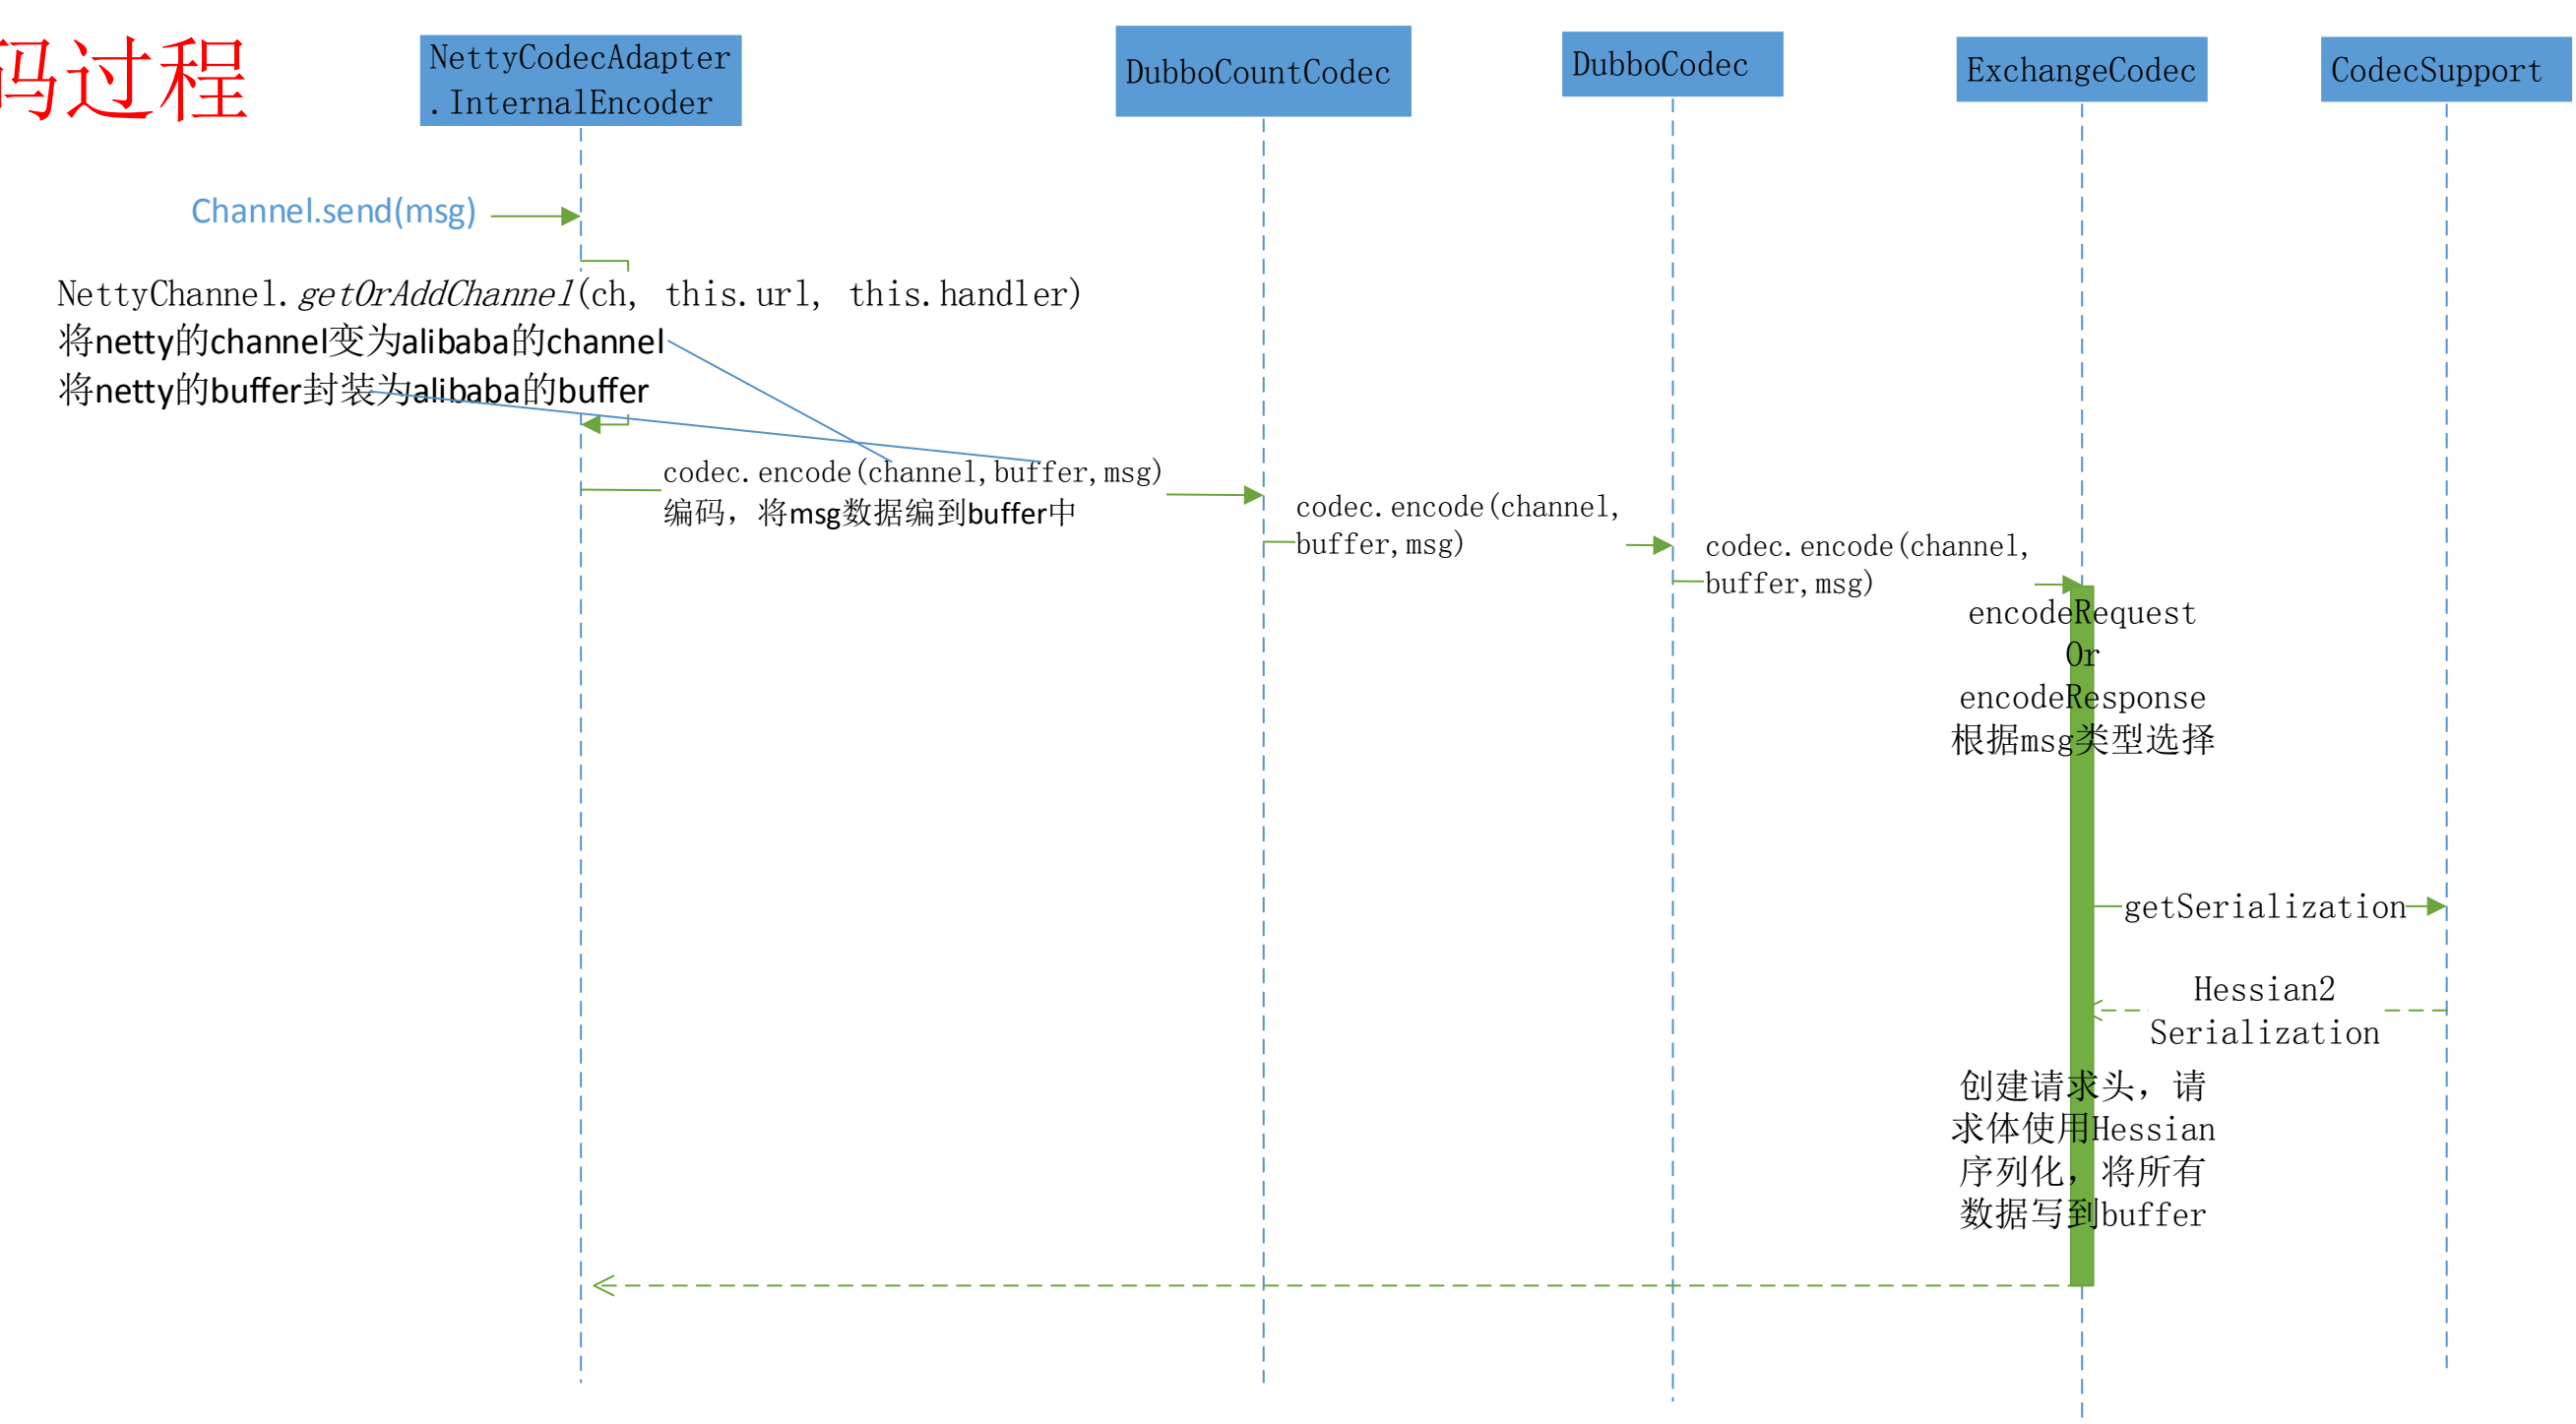 码过程
NettyCodecAdapter
.InternalEncoder
DubboCountCodec
DubboCodec
ExchangeCodec
CodecSupport
Channel.send(msg)
NettyChannel.getOrAddChannel(ch, this.url, this.handler)
将netty的channel变为alibaba的channel
将netty的buffer封装为alibaba的buffer
codec.encode(channel,buffer,msg)
编码，将msg数据编到buffer中
codec.encode(channel,
buffer,msg)
codec.encode(channel,
buffer,msg)
encodeRequest
Or
encodeResponse
根据msg类型选择
getSerialization
Hessian2
Serialization
创建请求头，请
求体使用Hessian
序列化，将所有
数据写到buffer